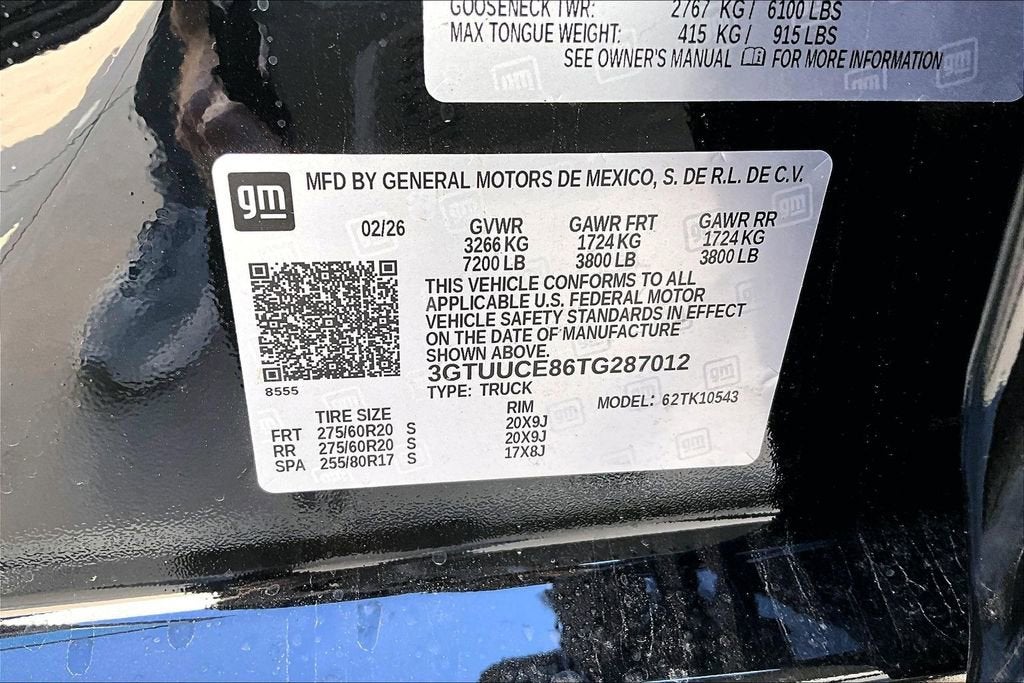 GOOSENECK TWR: 2767 KG / 6100 LBS
MAX TONGUE WEIGHT: 415 KG / 915 LBS
SEE OWNER'S MANUAL FOR MORE INFORMATION
gm MFD BY GENERAL MOTORS DE MEXICO, S. DE R.L. DE C.V.
02/26 GVWR GAWR FRT GAWR RR
3266 KG 1724 KG 1724 KG
7200 LB 3800 LB 3800 LB
THIS VEHICLE CONFORMS TO ALL
APPLICABLE U.S. FEDERAL MOTOR
VEHICLE SAFETY STANDARDS IN EFFECT
ON THE DATE OF MANUFACTURE
SHOWN ABOVE.
3GTUUCE86TG287012
8555
TYPE: TRUCK MODEL: 62TK10543
TIRE SIZE RIM
FRT 275/60R20 S 20X9J
RR 275/60R20 S 20X9J
SPA 255/80R17 S 17X8J